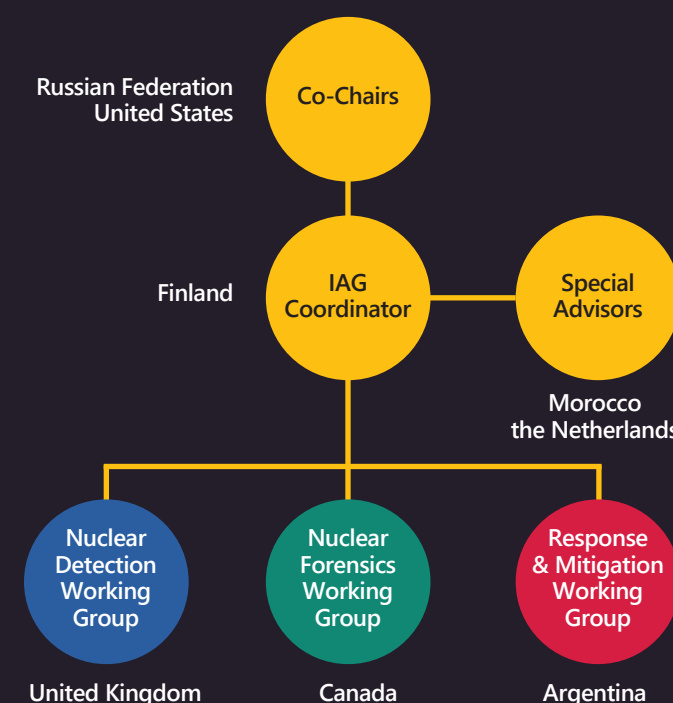 Russian Federation
United States
Co-Chairs
Finland
IAG
Coordinator
Special
Advisors
Morocco
the Netherlands
Nuclear
Detection
Working
Group
Nuclear
Forensics
Working
Group
Response
& Mitigation
Working
Group
United Kingdom
Canada
Argentina